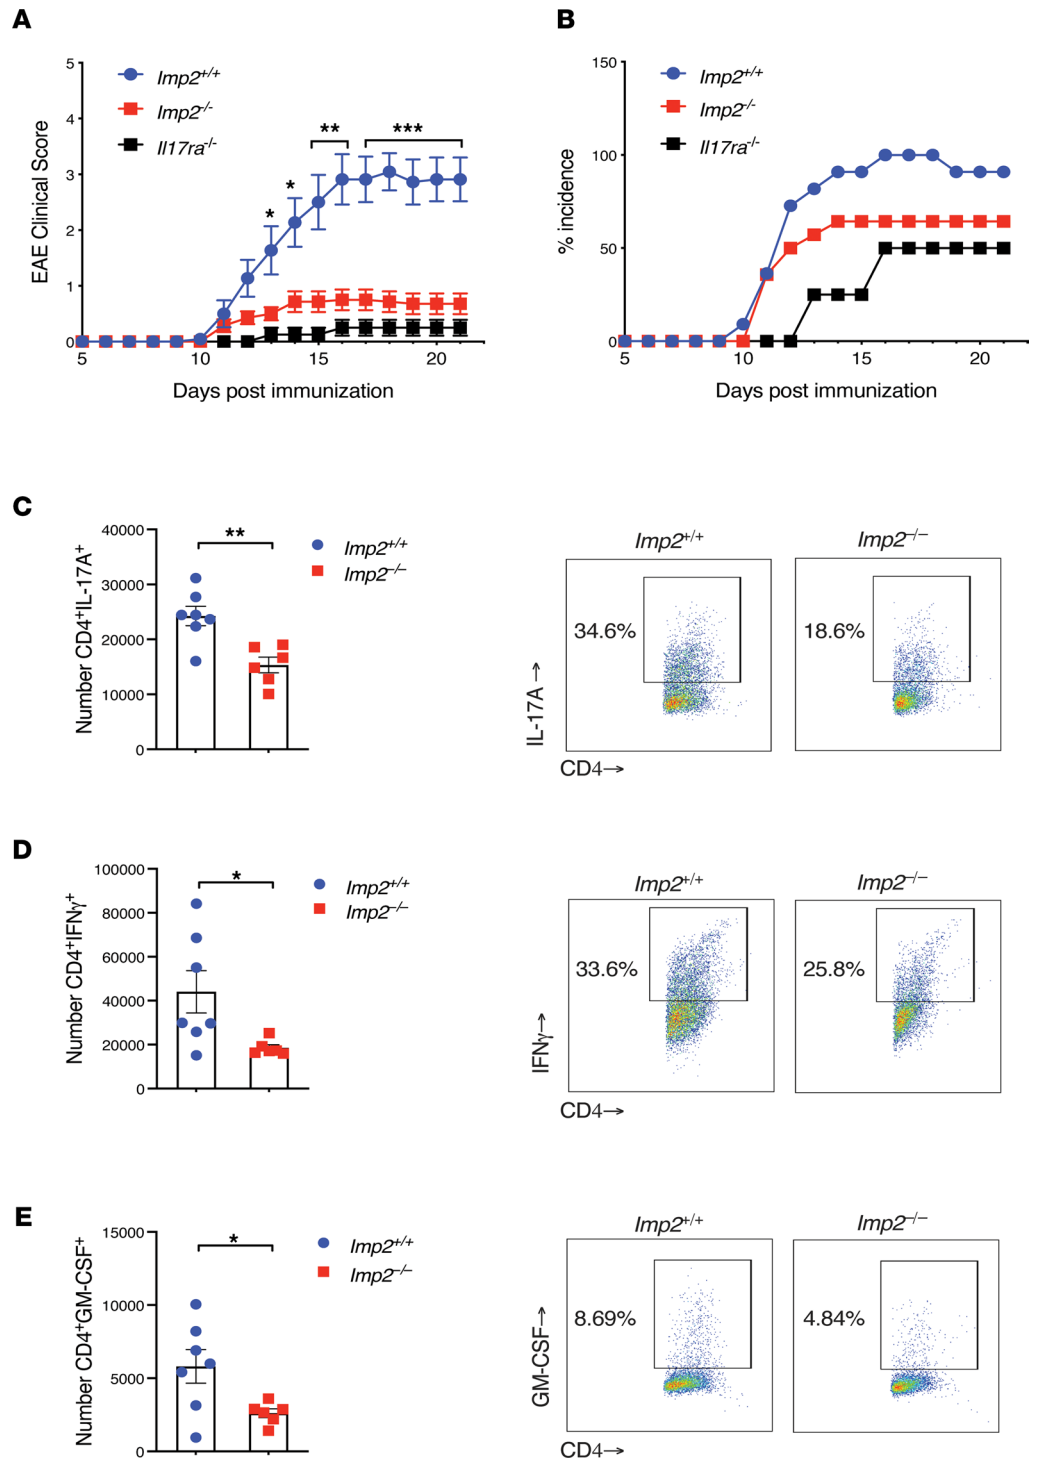 A
B
5
4
3
2
1
0
EAE Clinical Score
Imp2+/+
Imp2-/-
Il17ra-/-
*
*
**
***
5
10
15
20
Days post immunization
150
100
50
0
% incidence
Imp2+/+
Imp2-/-
Il17ra-/-
5
10
15
20
Days post immunization
C
40000
30000
20000
10000
0
Number CD4+IL-17A+
**
Imp2+/+
Imp2–/–
Imp2+/+
Imp2–/–
34.6%
18.6%
IL-17A →
CD4→
D
100000
80000
60000
40000
20000
0
Number CD4+IFNγ+
*
Imp2+/+
Imp2–/–
Imp2+/+
Imp2–/–
33.6%
25.8%
IFNγ→
CD4→
E
15000
10000
5000
0
Number CD4+GM-CSF+
*
Imp2+/+
Imp2–/–
Imp2+/+
Imp2–/–
8.69%
4.84%
GM-CSF→
CD4→